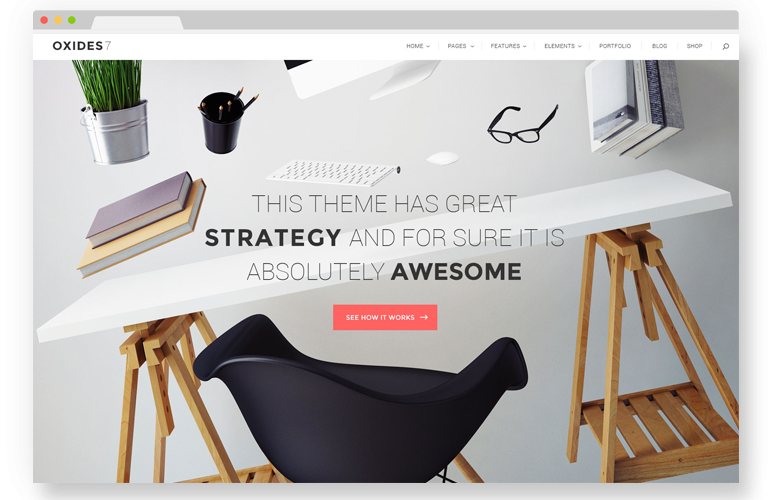 OXIDES7
HOME PAGES FEATURES ELEMENTS PORTFOLIO BLOG SHOP
THIS THEME HAS GREAT
STRATEGY AND FOR SURE IT IS
ABSOLUTELY AWESOME
SEE HOW IT WORKS